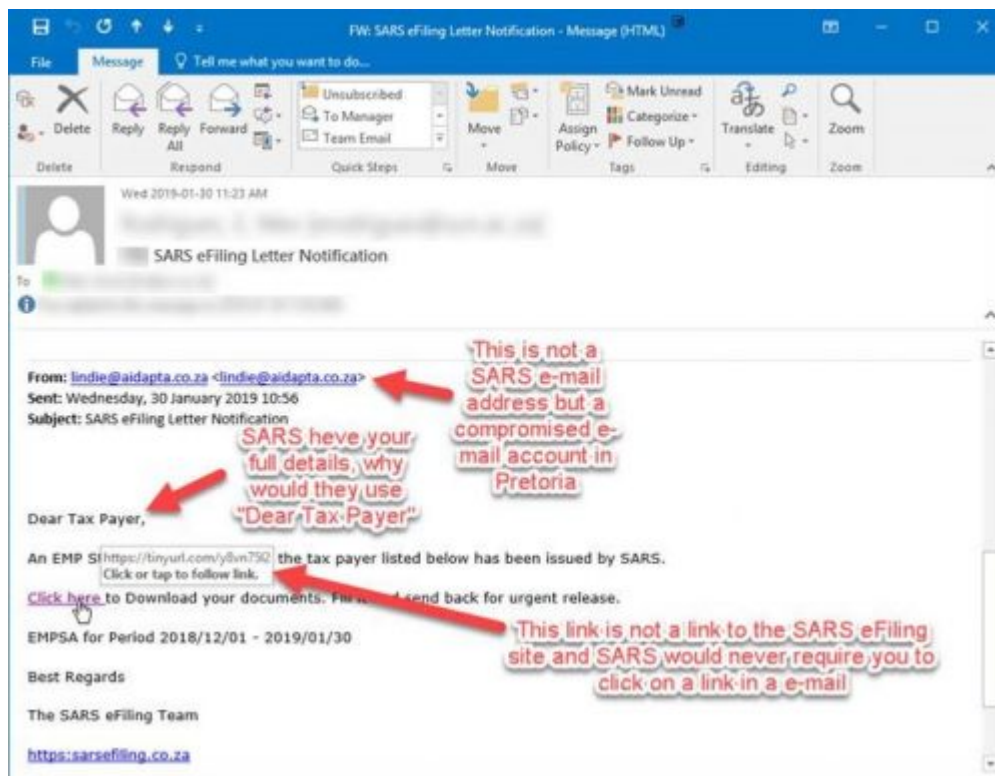 FW: SARS eFiling Letter Notification - Message (HTML)
File Message Tell me what you want to do...
Delete
Reply
Reply All
Forward
Unsubscribed
To Manager
Team Email
Move
Assign Policy
Mark Unread
Categorize
Follow Up
Translate
Zoom
Delete Respond Quick Steps Move Tags Editing Zoom
Wed 2019-01-30 11:23 AM
SARS eFiling Letter Notification
To
From: lindie@aidapta.co.za <lindie@aidapta.co.za>
Sent: Wednesday, 30 January 2019 10:56
Subject: SARS eFiling Letter Notification
This is not a
SARS e-mail
address but a
compromised e-
mail account in
Pretoria
SARS heve your
full details, why
would they use
"Dear Tax Payer"
Dear Tax Payer,
An EMP the tax payer listed below has been issued by SARS.
Click or tap to follow link.
Click here to Download your documents. send back for urgent release.
This link is not a link to the SARS eFiling
site and SARS would never require you to
click on a link in a e-mail
EMPSA for Period 2018/12/01 - 2019/01/30
Best Regards
The SARS eFiling Team
https:sarsefiling.co.za